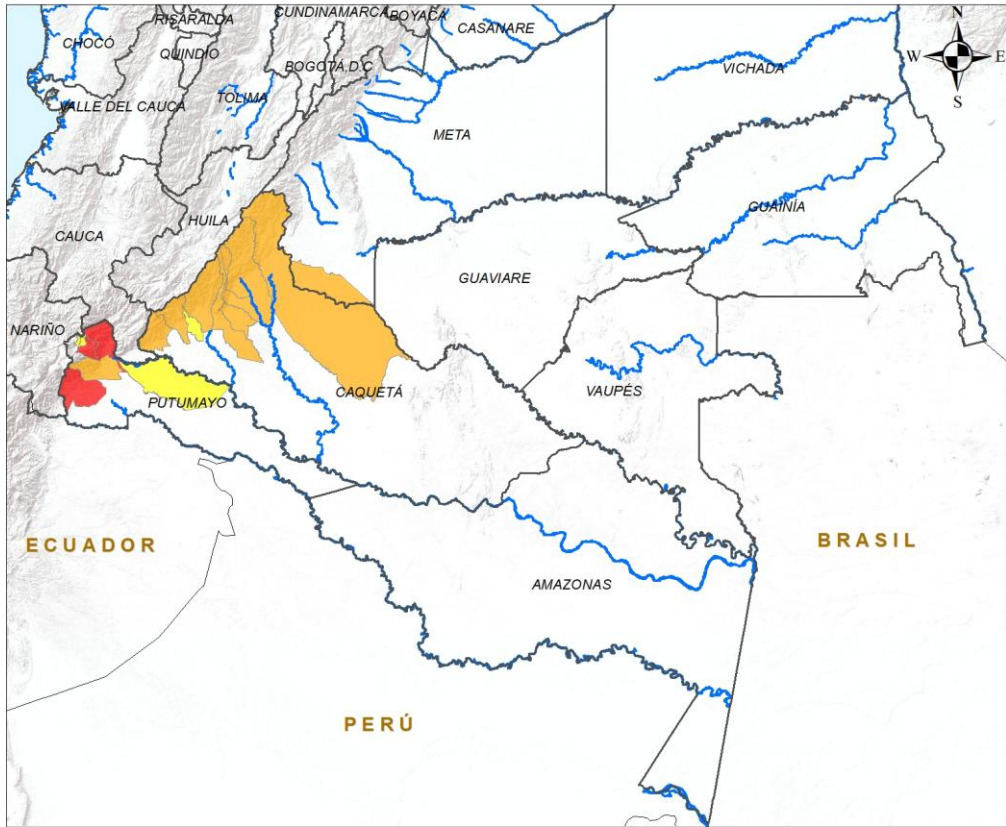 RISARALDA
CUNDINAMARCA
BOYACÁ
CASANARE
N
CHOCÓ
QUINDÍO
BOGOTÁ.D.C
VICHADA
W
E
VALLE DEL CAUCA
TOLIMA
S
META
HUILA
GUAINÍA
CAUCA
GUAVIARE
NARIÑO
CAQUETÁ
VAUPÉS
PUTUMAYO
ECUADOR
BRASIL
AMAZONAS
PERÚ